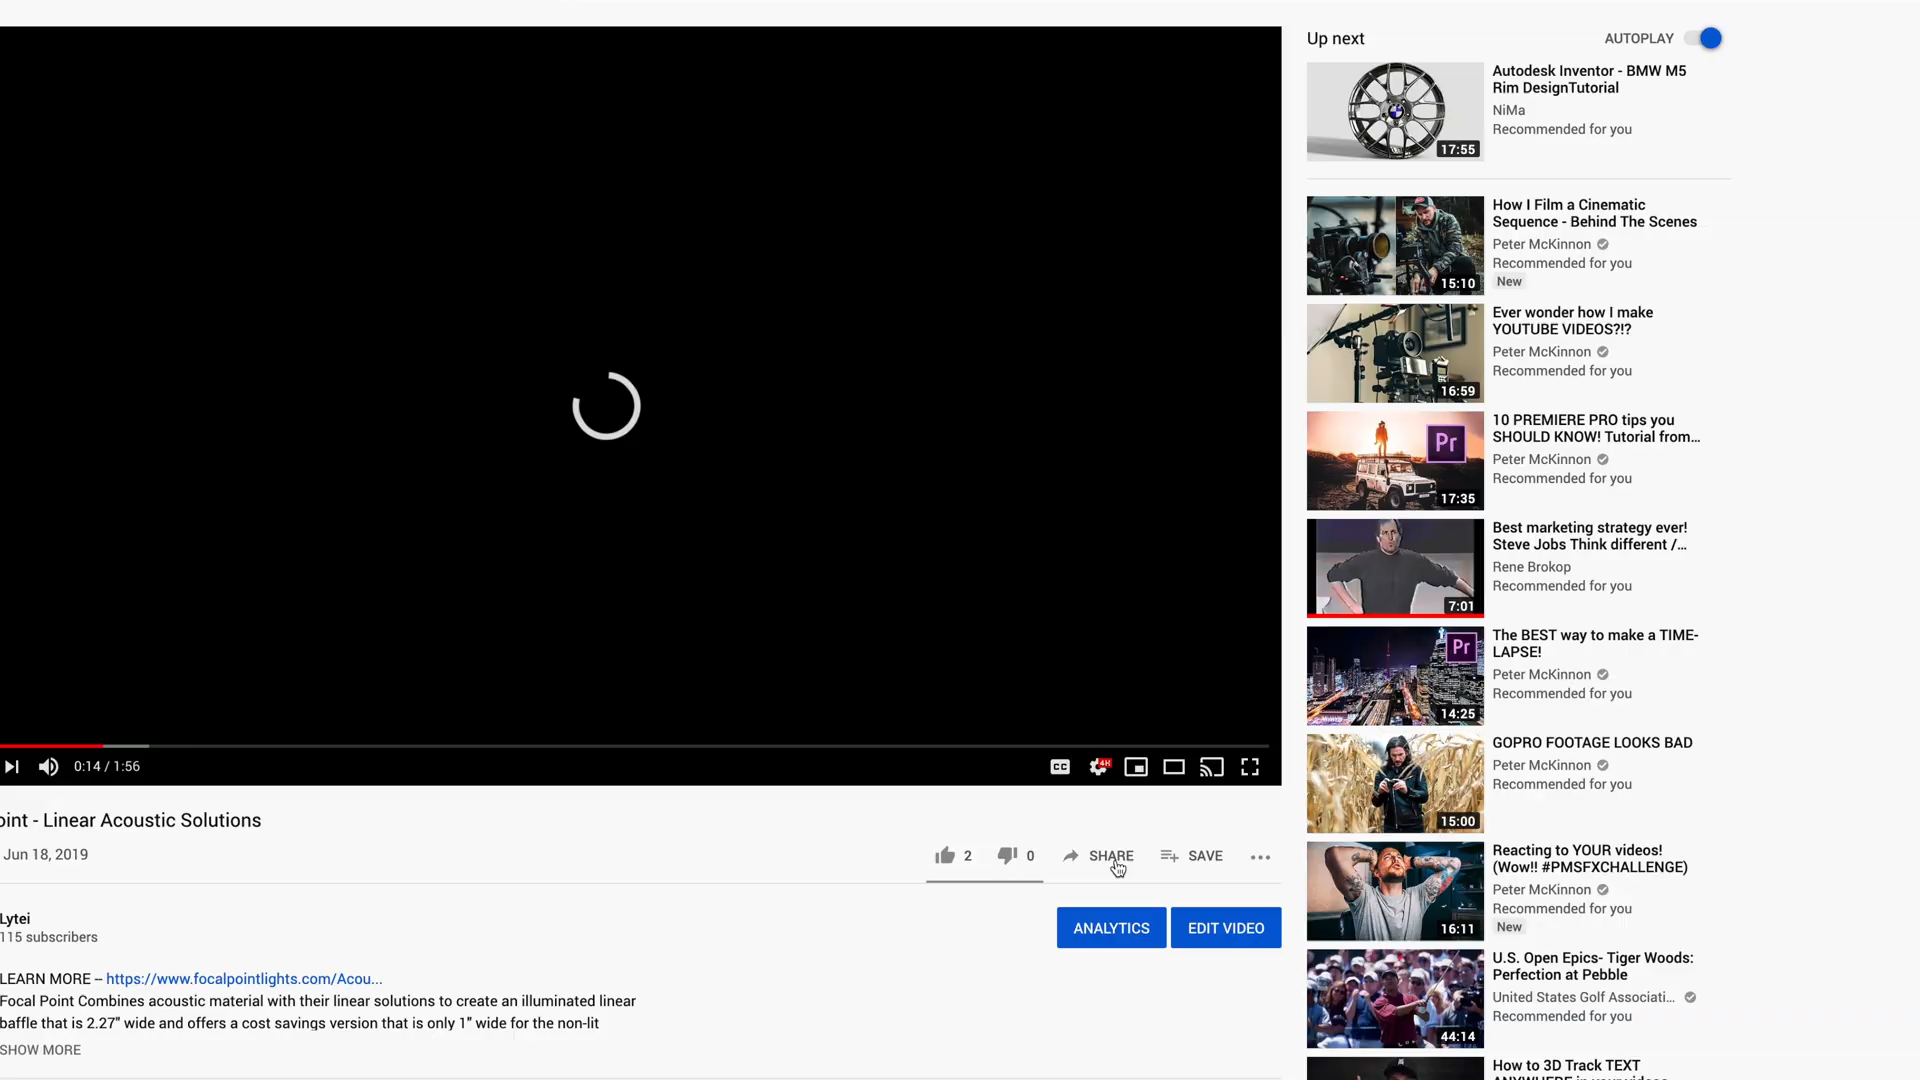 Up next
AUTOPLAY
Autodesk Inventor - BMW M5
Rim DesignTutorial
NiMa
Recommended for you
17:55
How I Film a Cinematic
Sequence - Behind The Scenes
Peter McKinnon
Recommended for you
New
15:10
Ever wonder how I make
YOUTUBE VIDEOS?!?
Peter McKinnon
Recommended for you
16:59
10 PREMIERE PRO tips you
SHOULD KNOW! Tutorial from...
Peter McKinnon
Recommended for you
Pr
17:35
Best marketing strategy ever!
Steve Jobs Think different /...
Rene Brokop
Recommended for you
7:01
The BEST way to make a TIME-
LAPSE!
Peter McKinnon
Recommended for you
Pr
14:25
GOPRO FOOTAGE LOOKS BAD
Peter McKinnon
Recommended for you
15:00
Reacting to YOUR videos!
(Wow!! #PMSFXCHALLENGE)
Peter McKinnon
Recommended for you
New
16:11
U.S. Open Epics- Tiger Woods:
Perfection at Pebble
United States Golf Associati...
Recommended for you
44:14
How to 3D Track TEXT
0:14 / 1:56
CC
4K
oint - Linear Acoustic Solutions
Jun 18, 2019
2
0
SHARE
SAVE
Lytei
115 subscribers
ANALYTICS
EDIT VIDEO
LEARN MORE – https://www.focalpointlights.com/Acou...
Focal Point Combines acoustic material with their linear solutions to create an illuminated linear
baffle that is 2.27" wide and offers a cost savings version that is only 1" wide for the non-lit
SHOW MORE